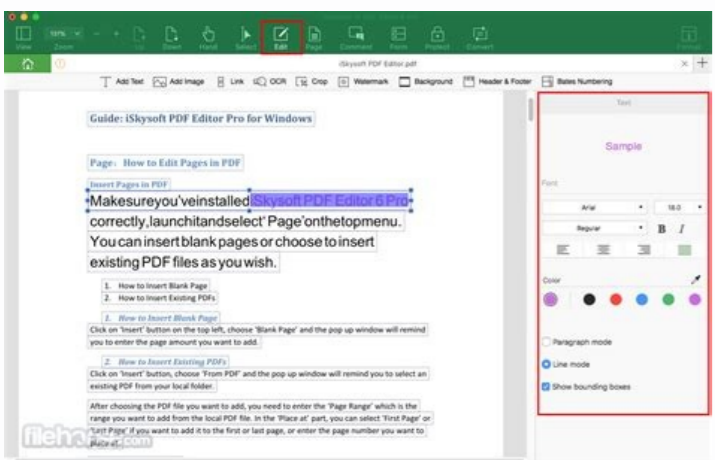 View 131% Zoom Up Down Hand Select Edit Page Comment Form Protect Convert Format
iSkysoft PDF Editor.pdf
Add Text Add Image Link OCR Crop Watermark Background Header & Footer Bates Numbering
Guide: iSkysoft PDF Editor Pro for Windows
Page: How to Edit Pages in PDF
Insert Pages in PDF
Makesureyou'veinstalled iSkysoft PDF Editor 6 Pro
correctly,launchitandselect'Page'onthetopmenu.
You can insert blank pages or choose to insert
existing PDF files as you wish.
1. How to Insert Blank Page
2. How to Insert Existing PDFs
1. How to Insert Blank Page
Click on 'Insert' button on the top left, choose 'Blank Page' and the pop up window will remind
you to enter the page amount you want to add.
2. How to Insert Existing PDFs
Click on 'Insert' button, choose 'From PDF' and the pop up window will remind you to select an
existing PDF from your local folder.
After choosing the PDF file you want to add, you need to enter the 'Page Range' which is the
range you want to add from the local PDF file. In the 'Place at' part, you can select 'First Page' or
'Last Page' if you want to add it to the first or last page, or enter the page number you want to
place at.
Text
Sample
Font
Arial 18.0
Regular B I
Color
Paragraph mode
Line mode
Show bounding boxes
filehorse.com